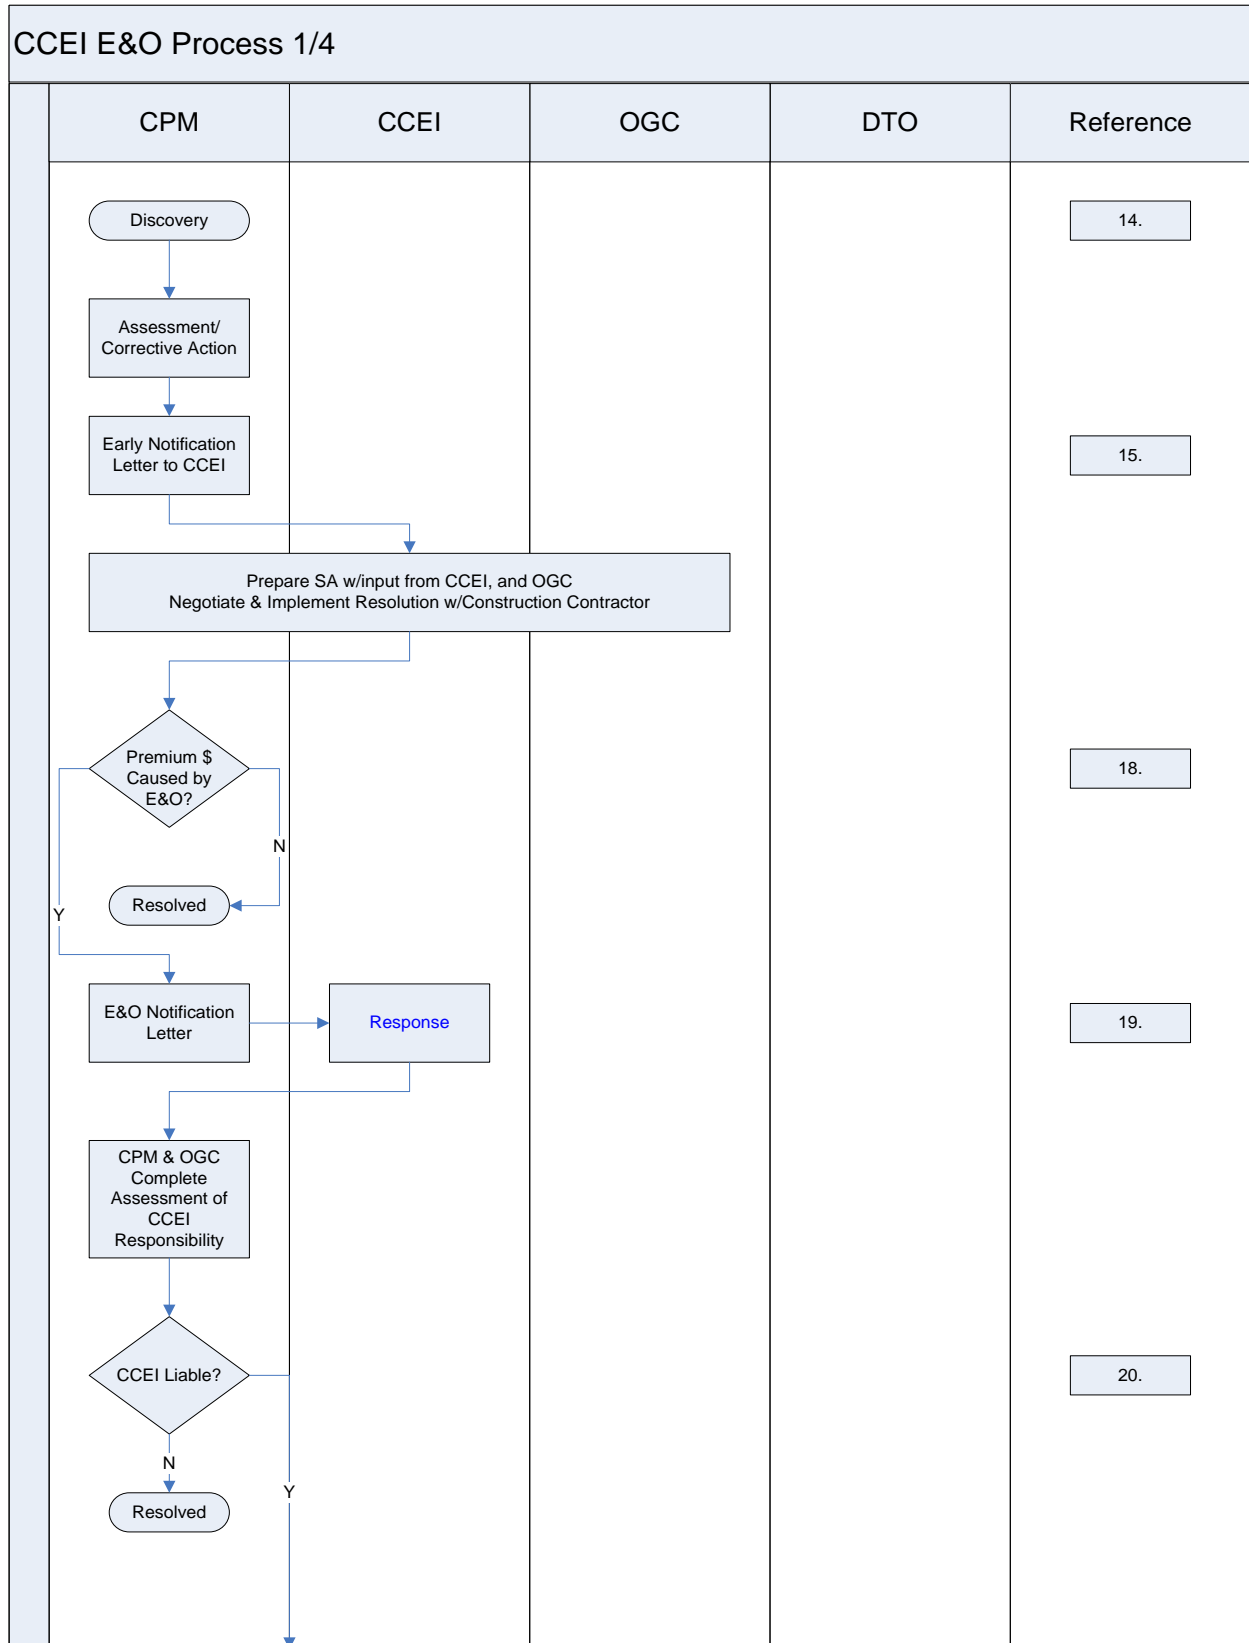 CCEI E&O Process 1/4
CPM
CCEI
OGC
DTO
Reference
Discovery
14.
Assessment/
Corrective Action
Early Notification
Letter to CCEI
15.
Prepare SA w/input from CCEI, and OGC
Negotiate & Implement Resolution w/Construction Contractor
Premium $
Caused by
E&O?
18.
N
Resolved
Y
E&O Notification
Letter
Response
19.
CPM & OGC
Complete
Assessment of
CCEI
Responsibility
CCEI Liable?
20.
N
Y
Resolved